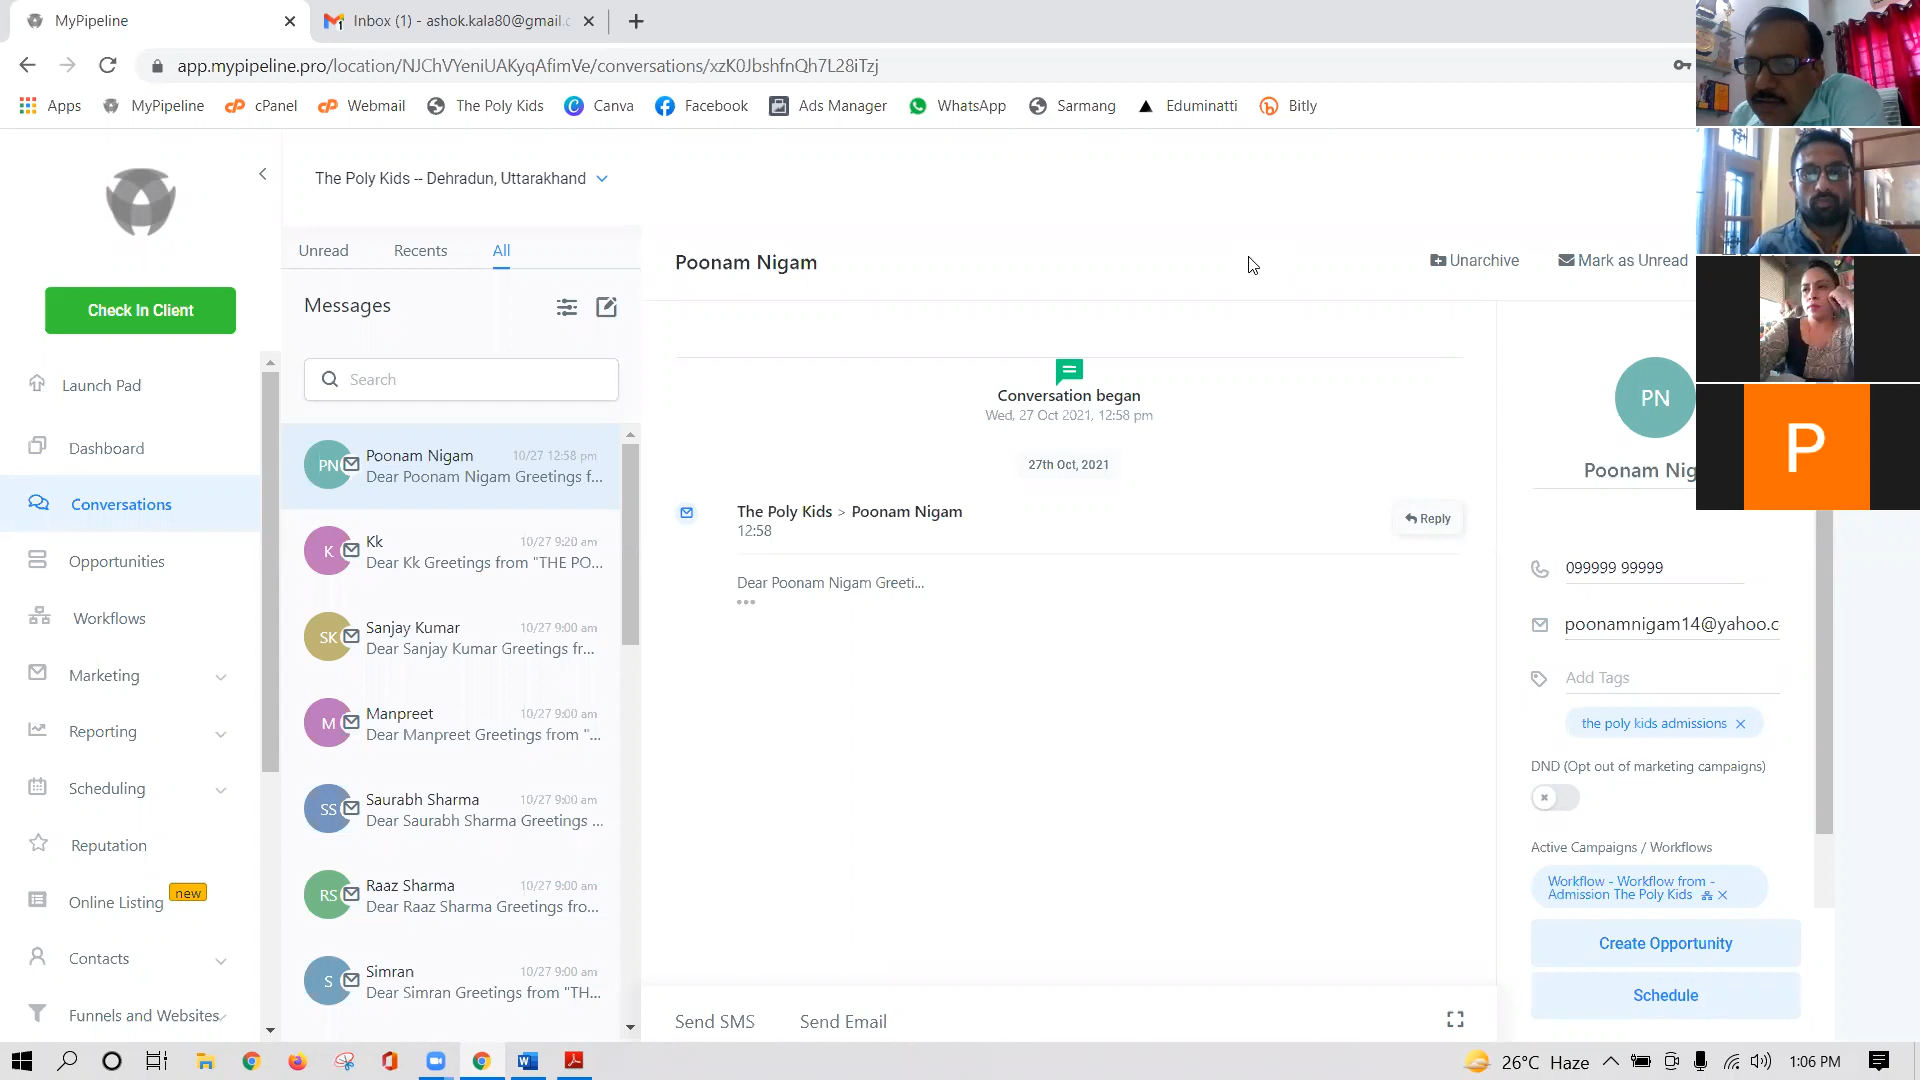 MyPipeline
Inbox (1) - ashok.kala80@gmail.c
app.mypipeline.pro/location/NJChVYeniUAKyqAfimVe/conversations/xzK0JbshfnQh7L28iTzj
Apps MyPipeline cPanel Webmail The Poly Kids Canva Facebook Ads Manager WhatsApp Sarmang Eduminatti Bitly
The Poly Kids -- Dehradun, Uttarakhand
Check In Client
Launch Pad
Dashboard
Conversations
Opportunities
Workflows
Marketing
Reporting
Scheduling
Reputation
Online Listing new
Contacts
Funnels and Websites
Unread Recents All
Messages
Search
PN Poonam Nigam 10/27 12:58 pm
Dear Poonam Nigam Greetings f...
K Kk 10/27 9:20 am
Dear Kk Greetings from "THE PO...
SK Sanjay Kumar 10/27 9:00 am
Dear Sanjay Kumar Greetings fr...
M Manpreet 10/27 9:00 am
Dear Manpreet Greetings from "...
SS Saurabh Sharma 10/27 9:00 am
Dear Saurabh Sharma Greetings ...
RS Raaz Sharma 10/27 9:00 am
Dear Raaz Sharma Greetings fro...
S Simran 10/27 9:00 am
Dear Simran Greetings from "TH...
Poonam Nigam
Unarchive Mark as Unread
Conversation began
Wed, 27 Oct 2021, 12:58 pm
27th Oct, 2021
The Poly Kids > Poonam Nigam
12:58
Reply
Dear Poonam Nigam Greeti...
Send SMS Send Email
PN
Poonam Nig
P
099999 99999
poonamnigam14@yahoo.c
Add Tags
the poly kids admissions
DND (Opt out of marketing campaigns)
Active Campaigns / Workflows
Workflow - Workflow from -
Admission The Poly Kids
Create Opportunity
Schedule
26°C Haze 1:06 PM